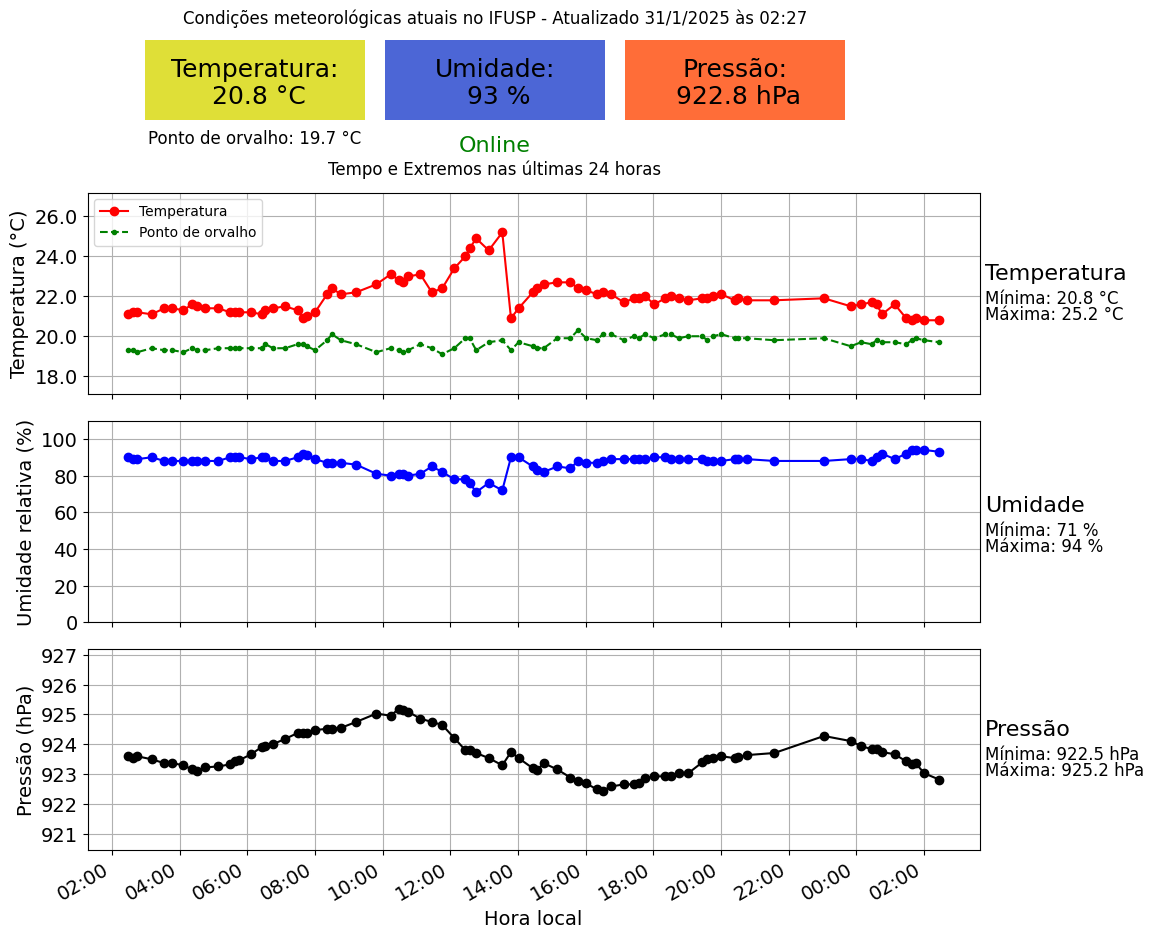 Condições meteorológicas atuais no IFUSP - Atualizado 31/1/2025 às 02:27
Temperatura:
20.8 °C
Umidade:
93 %
Pressão:
922.8 hPa
Ponto de orvalho: 19.7 °C
Online
Tempo e Extremos nas últimas 24 horas
Temperatura (°C)
26.0
24.0
22.0
20.0
18.0
Temperatura
Ponto de orvalho
Temperatura
Mínima: 20.8 °C
Máxima: 25.2 °C
Umidade relativa (%)
100
80
60
40
20
0
Umidade
Mínima: 71 %
Máxima: 94 %
Pressão (hPa)
927
926
925
924
923
922
921
Pressão
Mínima: 922.5 hPa
Máxima: 925.2 hPa
02:00 04:00 06:00 08:00 10:00 12:00 14:00 16:00 18:00 20:00 22:00 00:00 02:00
Hora local